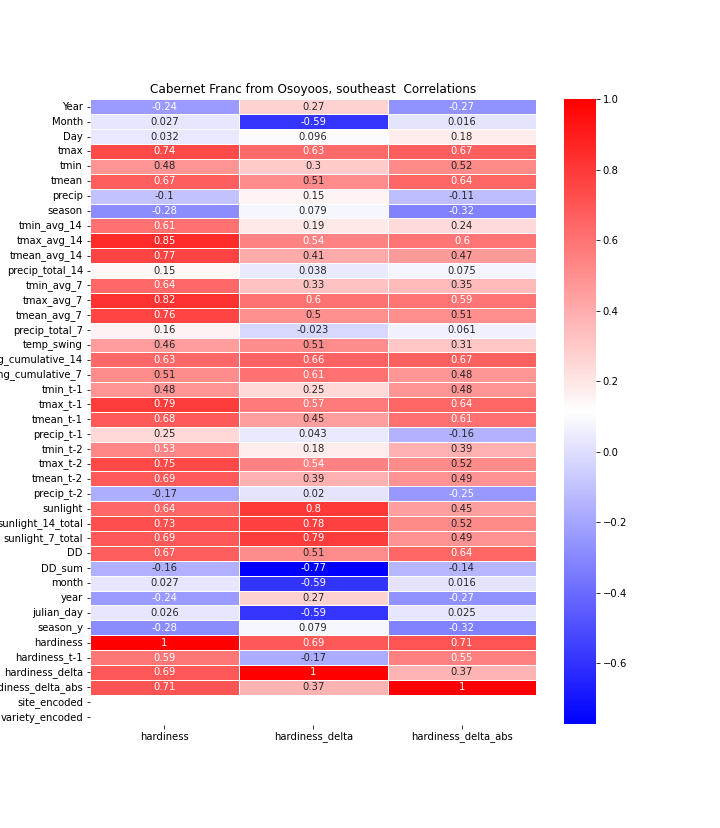 Cabernet Franc from Osoyoos, southeast  Correlations
Year -0.24 0.27 -0.27 1.0
Month 0.027 -0.59 0.016
Day 0.032 0.096 0.18
tmax 0.74 0.63 0.67
tmin 0.48 0.3 0.52
tmean 0.67 0.51 0.64 0.8
precip -0.1 0.15 -0.11
season -0.28 0.079 -0.32
tmin_avg_14 0.61 0.19 0.24
tmax_avg_14 0.85 0.54 0.6 0.6
tmean_avg_14 0.77 0.41 0.47
precip_total_14 0.15 0.038 0.075
tmin_avg_7 0.64 0.33 0.35
tmax_avg_7 0.82 0.6 0.59
tmean_avg_7 0.76 0.5 0.51 0.4
precip_total_7 0.16 -0.023 0.061
temp_swing 0.46 0.51 0.31
g_cumulative_14 0.63 0.66 0.67
ng_cumulative_7 0.51 0.61 0.48
tmin_t-1 0.48 0.25 0.48 0.2
tmax_t-1 0.79 0.57 0.64
tmean_t-1 0.68 0.45 0.61
precip_t-1 0.25 0.043 -0.16
tmin_t-2 0.53 0.18 0.39 0.0
tmax_t-2 0.75 0.54 0.52
tmean_t-2 0.69 0.39 0.49
precip_t-2 -0.17 0.02 -0.25
sunlight 0.64 0.8 0.45
sunlight_14_total 0.73 0.78 0.52 -0.2
sunlight_7_total 0.69 0.79 0.49
DD 0.67 0.51 0.64
DD_sum -0.16 -0.77 -0.14
month 0.027 -0.59 0.016
year -0.24 0.27 -0.27 -0.4
julian_day 0.026 -0.59 0.025
season_y -0.28 0.079 -0.32
hardiness 1 0.69 0.71
hardiness_t-1 0.59 -0.17 0.55 -0.6
hardiness_delta 0.69 1 0.37
diness_delta_abs 0.71 0.37 1
site_encoded
variety_encoded
hardiness hardiness_delta hardiness_delta_abs